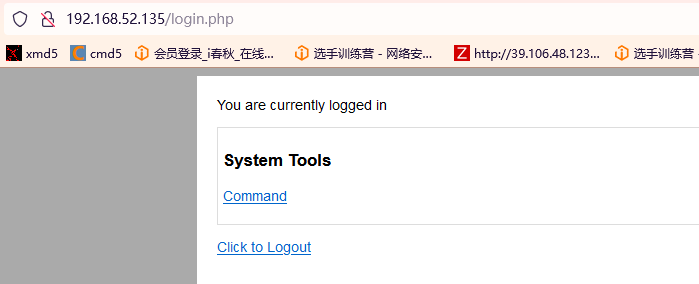 192.168.52.135/login.php
xmd5 cmd5 会员登录_i春秋_在线... 选手训练营 - 网络安... http://39.106.48.123... 选手训练营
You are currently logged in
System Tools
Command
Click to Logout